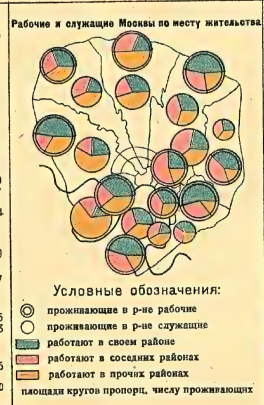 Рабочие и служащие Москвы по месту жительства
Условные обозначения:
проживающие в р-не рабочие
проживающие в р-не служащие
работают в своем районе
работают в соседних районах
работают в прочих районах
площади кругов пропорц. числу проживающих